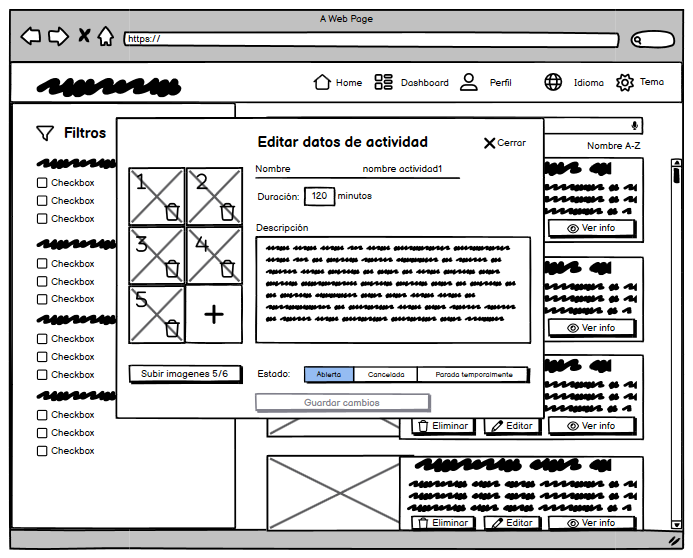 A Web Page
https://
Home Dashboard Perfil Idioma Tema
Filtros
Checkbox
Checkbox
Checkbox
Checkbox
Checkbox
Checkbox
Checkbox
Checkbox
Checkbox
Checkbox
Checkbox
Editar datos de actividad
Cerrar
1 2
3 4
5 +
Subir imagenes 5/6
Nombre nombre actividad1
Duración: 120 minutos
Descripción
Estado: Abierta Cancelada Parada temporalmente
Guardar cambios
Nombre A-Z
Ver info
Ver info
Eliminar Editar Ver info
Eliminar Editar Ver info